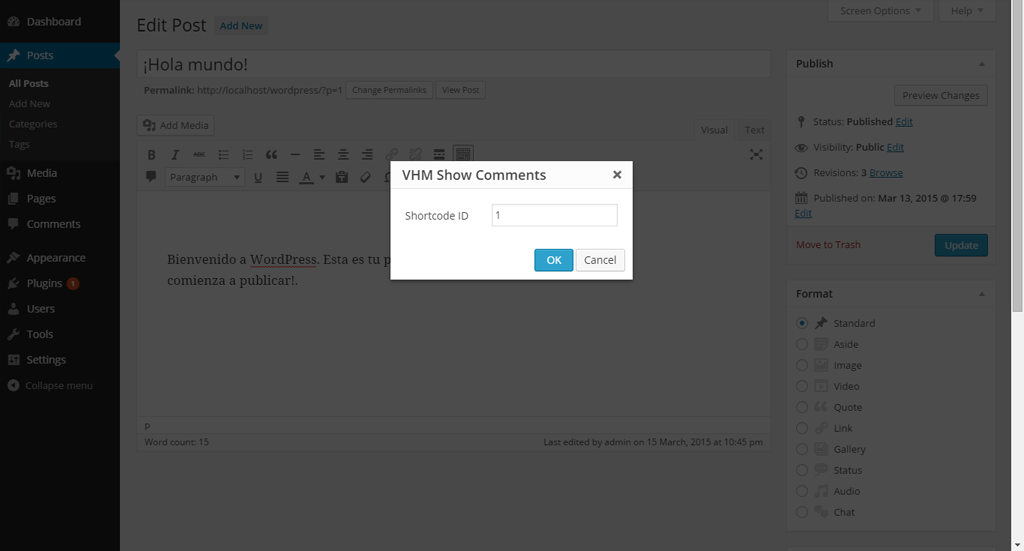 Dashboard
Posts
All Posts
Add New
Categories
Tags
Media
Pages
Comments
Appearance
Plugins 1
Users
Tools
Settings
Collapse menu
Screen Options
Help
Edit Post Add New
¡Hola mundo!
Permalink: http://localhost/wordpress/?p=1 Change Permalinks View Post
Add Media
Visual Text
B I ABC
Paragraph U A
VHM Show Comments
Shortcode ID 1
OK Cancel
Bienvenido a WordPress. Esta es tu
comienza a publicar!.
p
Word count: 15 Last edited by admin on 15 March, 2015 at 10:45 pm
Publish
Preview Changes
Status: Published Edit
Visibility: Public Edit
Revisions: 3 Browse
Published on: Mar 13, 2015 @ 17:59
Edit
Move to Trash Update
Format
Standard
Aside
Image
Video
Quote
Link
Gallery
Status
Audio
Chat